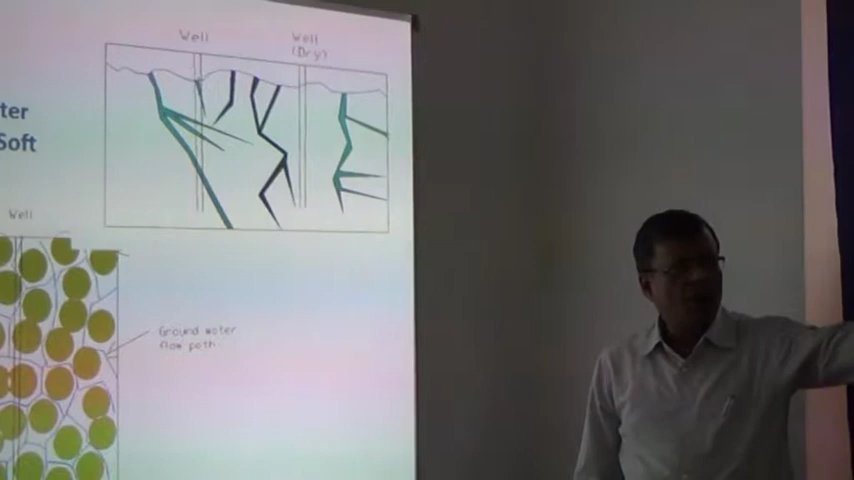 Well
Well
(Dry)
ter
Soft
Well
Ground water
flow path